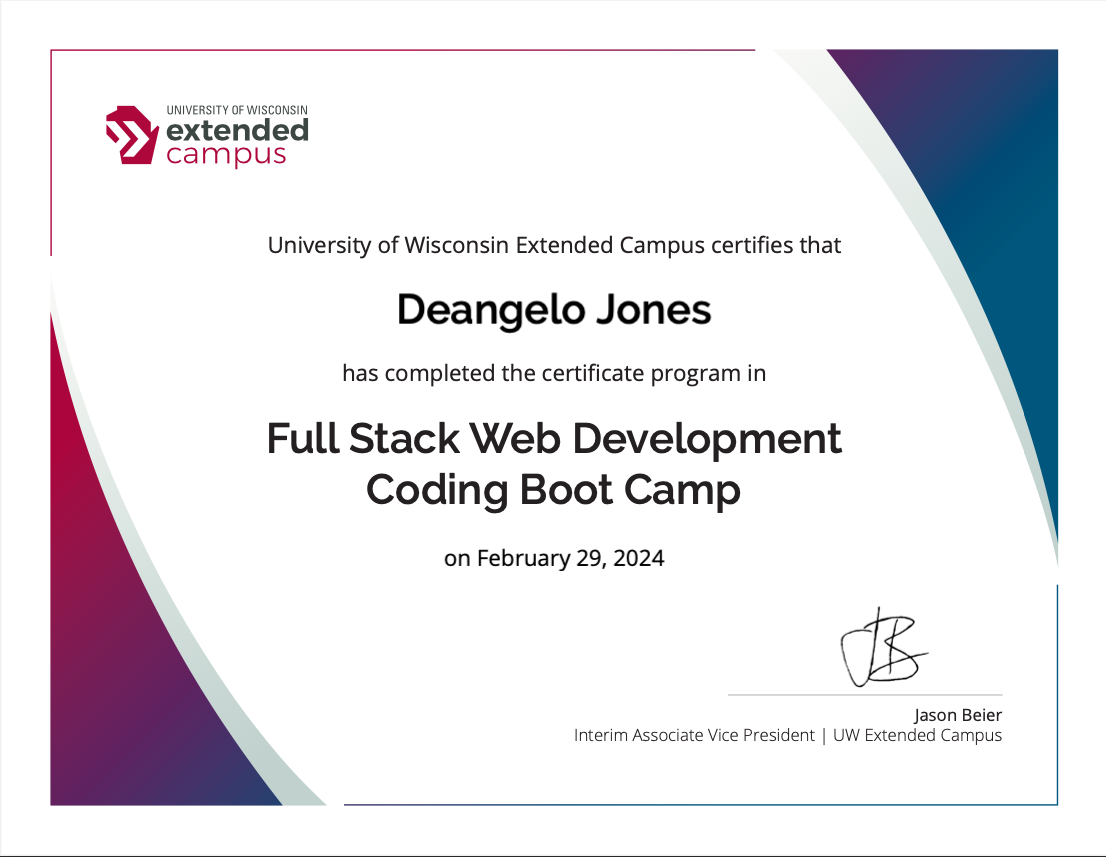 UNIVERSITY OF WISCONSIN
extended
campus
University of Wisconsin Extended Campus certifies that
Deangelo Jones
has completed the certificate program in
Full Stack Web Development
Coding Boot Camp
on February 29, 2024
JB
Jason Beier
Interim Associate Vice President | UW Extended Campus